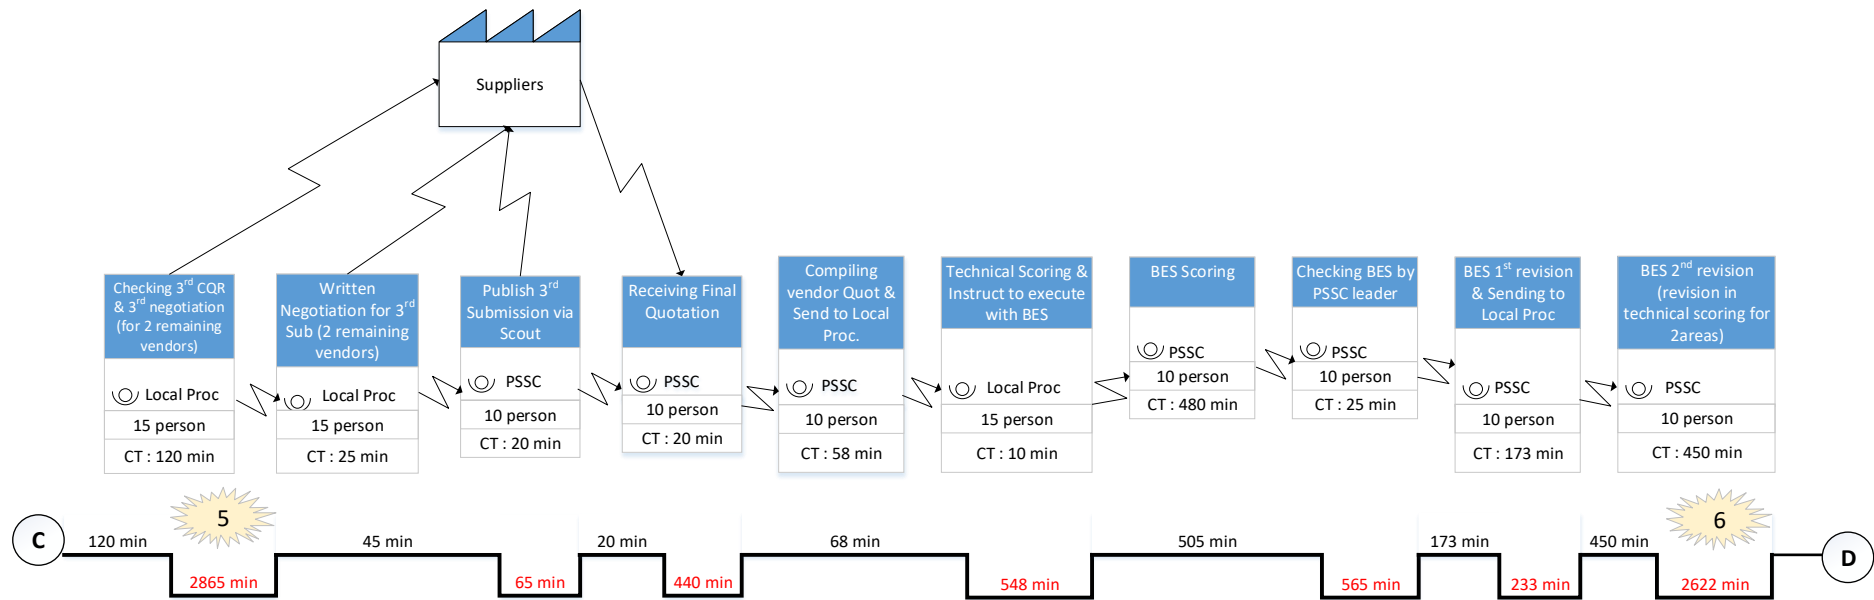 Suppliers
Checking 3rd CQR
& 3rd negotiation
(for 2 remaining
vendors)
Local Proc
15 person
CT : 120 min
Written
Negotiation for 3rd
Sub (2 remaining
vendors)
Local Proc
15 person
CT : 25 min
Publish 3rd
Submission via
Scout
PSSC
10 person
CT : 20 min
Receiving Final
Quotation
PSSC
10 person
CT : 20 min
Compiling
vendor Quot &
Send to Local
Proc.
PSSC
10 person
CT : 58 min
Technical Scoring &
Instruct to execute
with BES
Local Proc
15 person
CT : 10 min
BES Scoring
PSSC
10 person
CT : 480 min
Checking BES by
PSSC leader
PSSC
10 person
CT : 25 min
BES 1st revision
& Sending to
Local Proc
PSSC
10 person
CT : 173 min
BES 2nd revision
(revision in
technical scoring for
2areas)
PSSC
10 person
CT : 450 min
5
6
C
120 min
2865 min
45 min
65 min
20 min
440 min
68 min
548 min
505 min
565 min
173 min
233 min
450 min
2622 min
D